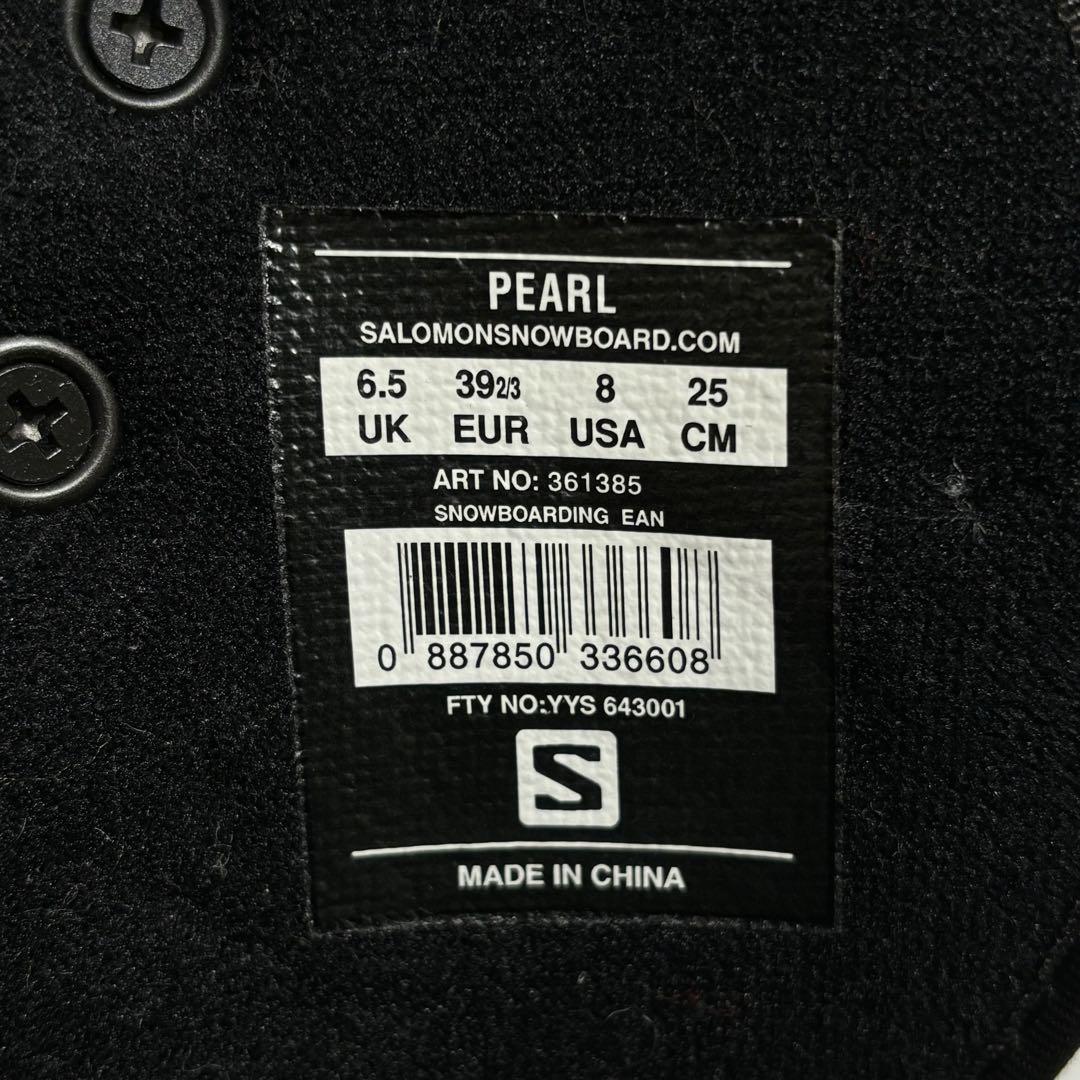 PEARL
SALOMONSNOWBOARD.COM
6.5 39 2/3 8 25
UK EUR USA CM
ART NO: 361385
SNOWBOARDING EAN
0 887850 336608
FTY NO:YYS 643001
S
MADE IN CHINA